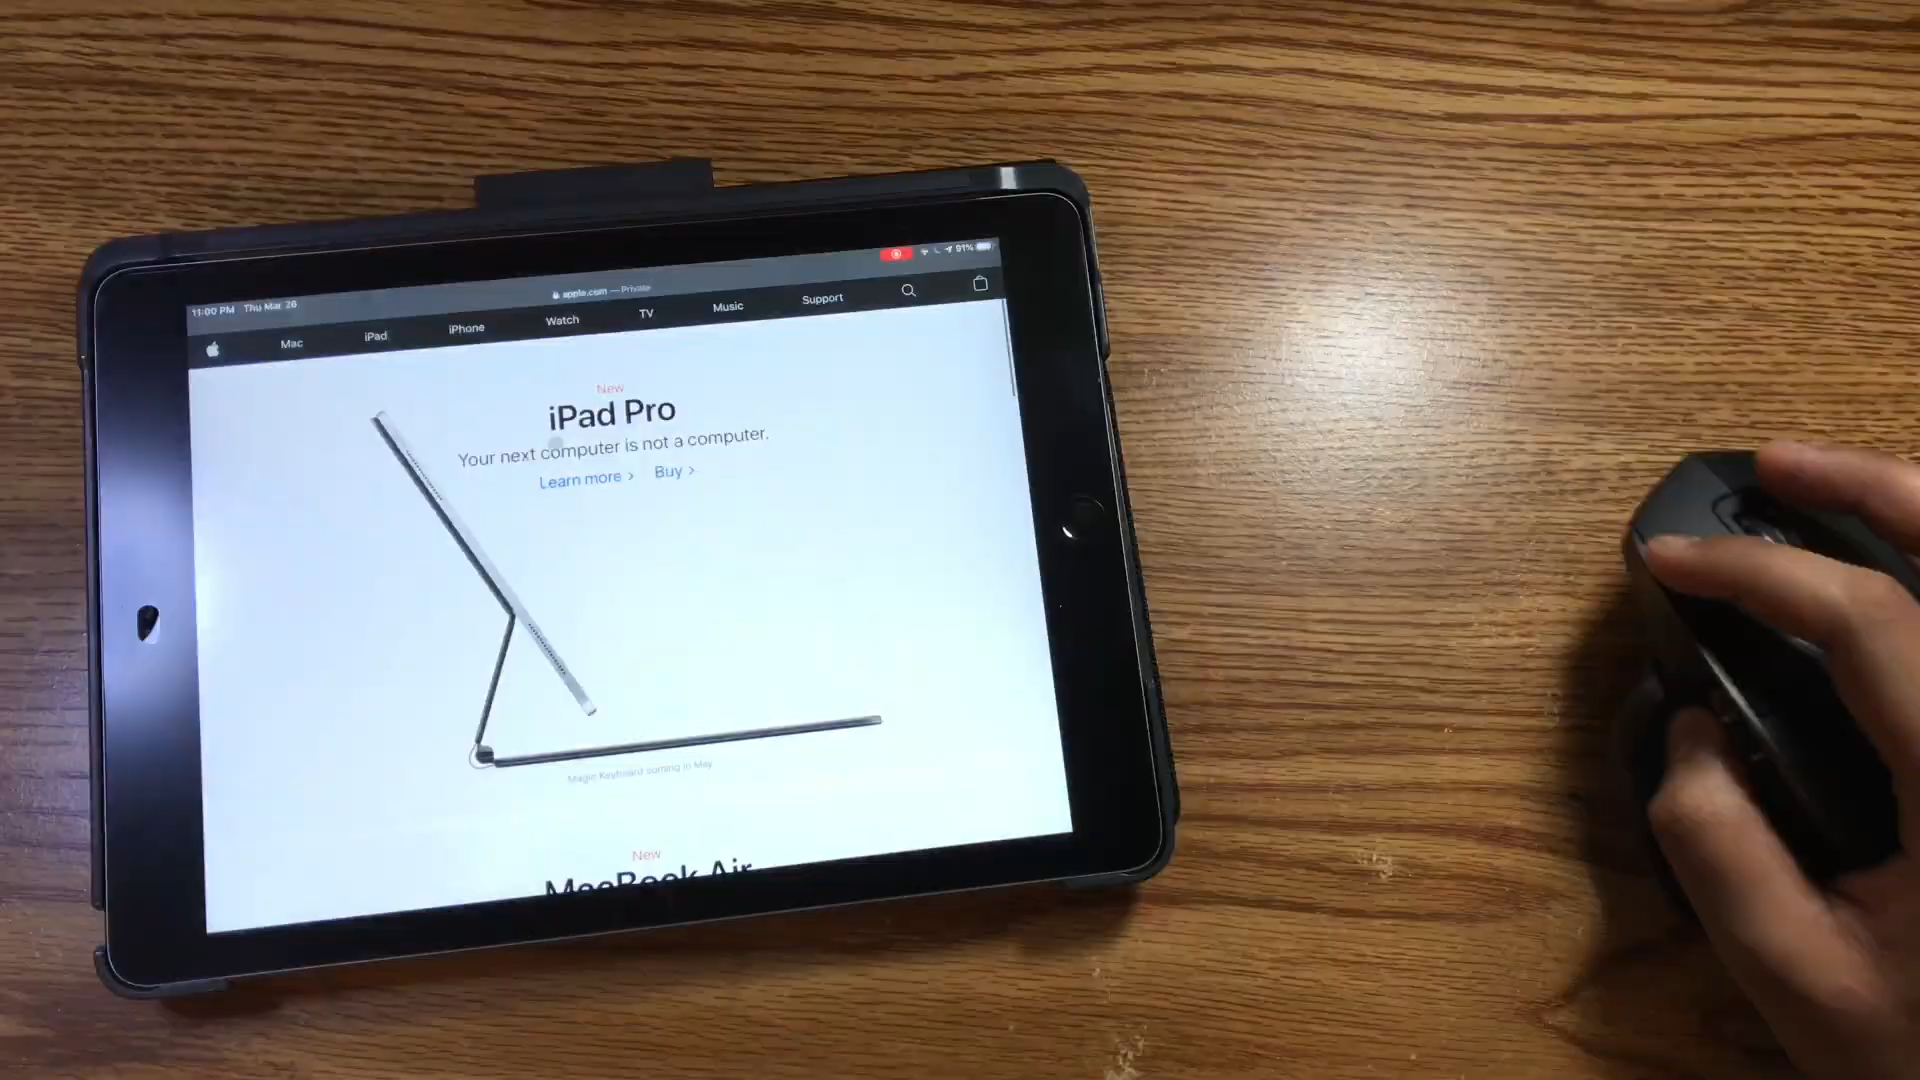 11:00 PM Thu Mar 26
91%
apple.com — Private
Mac iPad iPhone Watch TV Music Support
New
iPad Pro
Your next computer is not a computer.
Learn more > Buy >
Magic Keyboard coming in May
New
MacBook Air